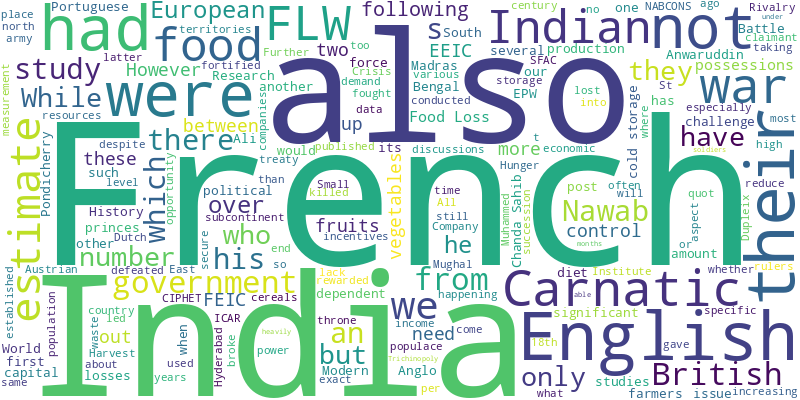 place Portuguese European FLW following no one ago NABCONS Rivalry under
north army had food Indian not century Battle claimant taking
territories two s South several production
fortified EEIC our SFAC Anwaruddin
latter Further force Madras various EPW
study However Research too they war possessions
measurement While were another demand Bengal storage lost into St
resources Crisis fought data conducted t has especially
companies also Food Loss challenge
estimate there between Ali up its discussions more economic where have most
Pondicherry despite would published Hunger cold storage high
these treaty than
such which level opportunity French vegetables time post often will political Small killed All Chanda Sahib Muhammed Nawab succession quot aspect Dupleix their
History over subcontinent still Company
princes who fruits he control or reduce
other Dutch number his secure end incentives Mughal diet Institute amount whether rulers
established Austrian defeated East so lack rewarded from happening significant months soldiers
government CIPHET FEIC cereals dependent Carnatic able
country we need populace income come
World population led waste ICAR an throne
first out Harvest when Hyderabad broke but English specific
capital about used power heavily Modern Anglo only British gave 18th
same losses years India exact Trichinopoly per what studies farmers issue increasing